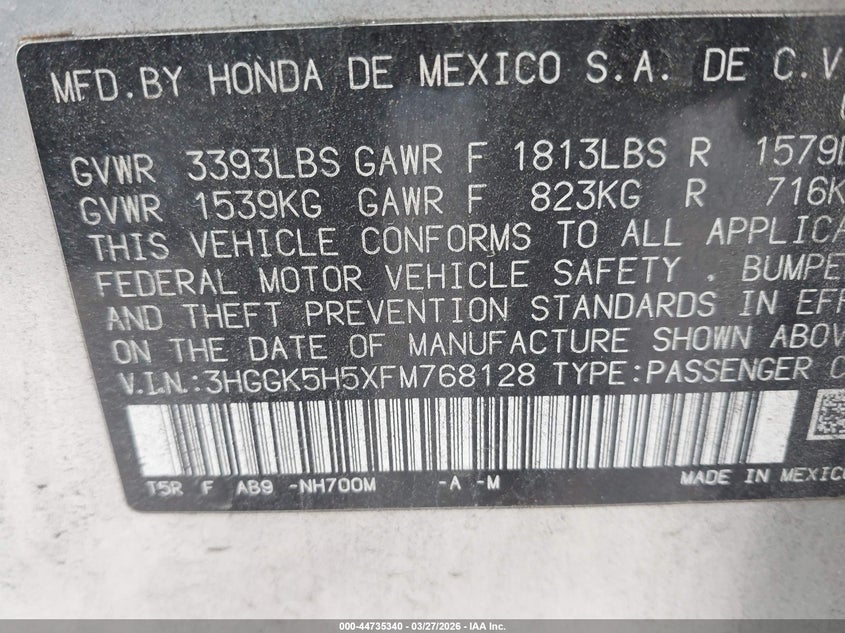 MFD.BY HONDA DE MEXICO S.A. DE C.V
GVWR 3393LBS GAWR F 1813LBS R 1579
GVWR 1539KG GAWR F 823KG R 716K
THIS VEHICLE CONFORMS TO ALL APPLICA
FEDERAL MOTOR VEHICLE SAFETY , BUMPE
AND THEFT PREVENTION STANDARDS IN EFF
ON THE DATE OF MANUFACTURE SHOWN ABOV
V.I.N.:3HGGK5H5XFM768128 TYPE:PASSENGER C
T5R F AB9 -NH700M -A -M MADE IN MEXICO
000-44735340 | 03/27/2026 - IAA Inc.